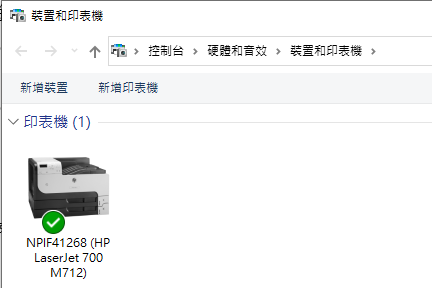 裝置和印表機
控制台 > 硬體和音效 > 裝置和印表機 >
新增裝置 新增印表機
印表機 (1)
NPIF41268 (HP
LaserJet 700
M712)